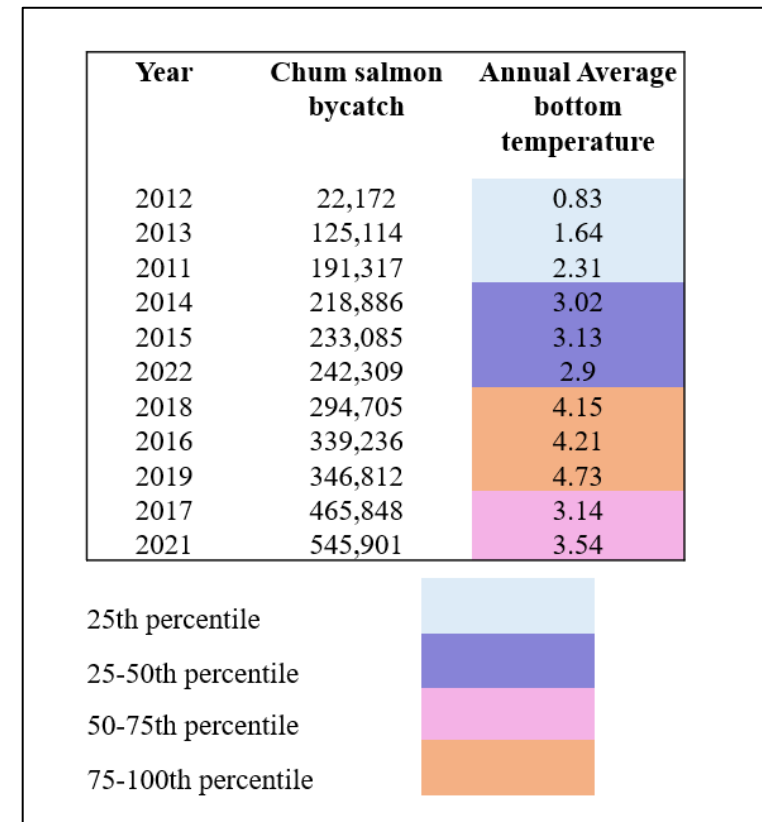 Year Chum salmon bycatch Annual Average bottom temperature
2012 22,172 0.83
2013 125,114 1.64
2011 191,317 2.31
2014 218,886 3.02
2015 233,085 3.13
2022 242,309 2.9
2018 294,705 4.15
2016 339,236 4.21
2019 346,812 4.73
2017 465,848 3.14
2021 545,901 3.54
25th percentile
25-50th percentile
50-75th percentile
75-100th percentile